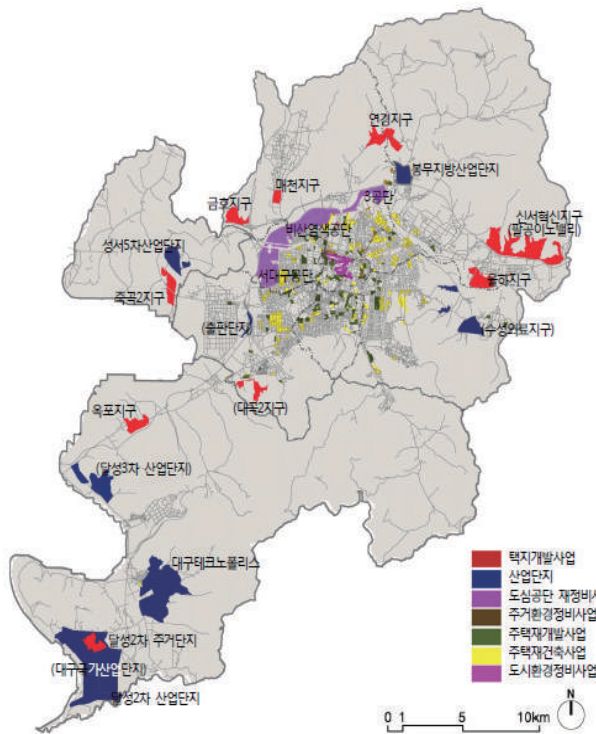 연경지구
봉무지방산업단지
매천지구
3공단
금호지구
비산염색공단
신서혁신지구
(팔공이노밸리)
성서5차산업단지
서대구공단
율하지구
죽곡2지구
(출판단지)
(수성의료지구)
(대곡2지구)
옥포지구
(달성3차 산업단지)
대구테크노폴리스
달성2차 주거단지
(대구국가산업단지)
달성2차 산업단지
택지개발사업
산업단지
도심공단 재정비사
주거환경정비사업
주택재개발사업
주택재건축사업
도시환경정비사업
N
0 1 5 10km